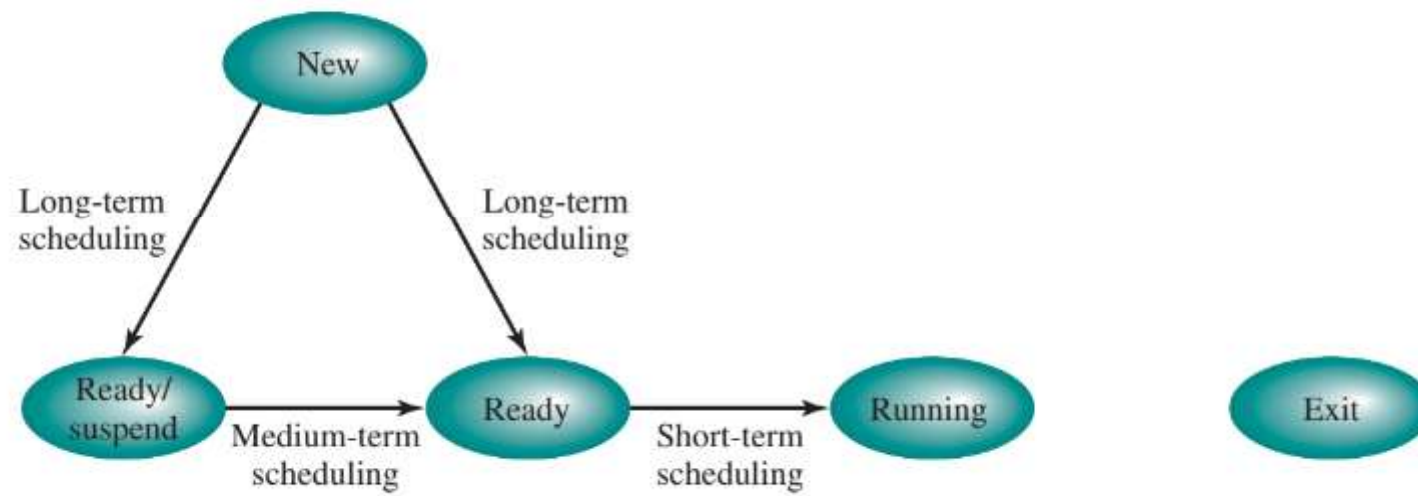 New
Long-term
scheduling
Long-term
scheduling
Ready/
suspend
Medium-term
scheduling
Ready
Short-term
scheduling
Running
Exit